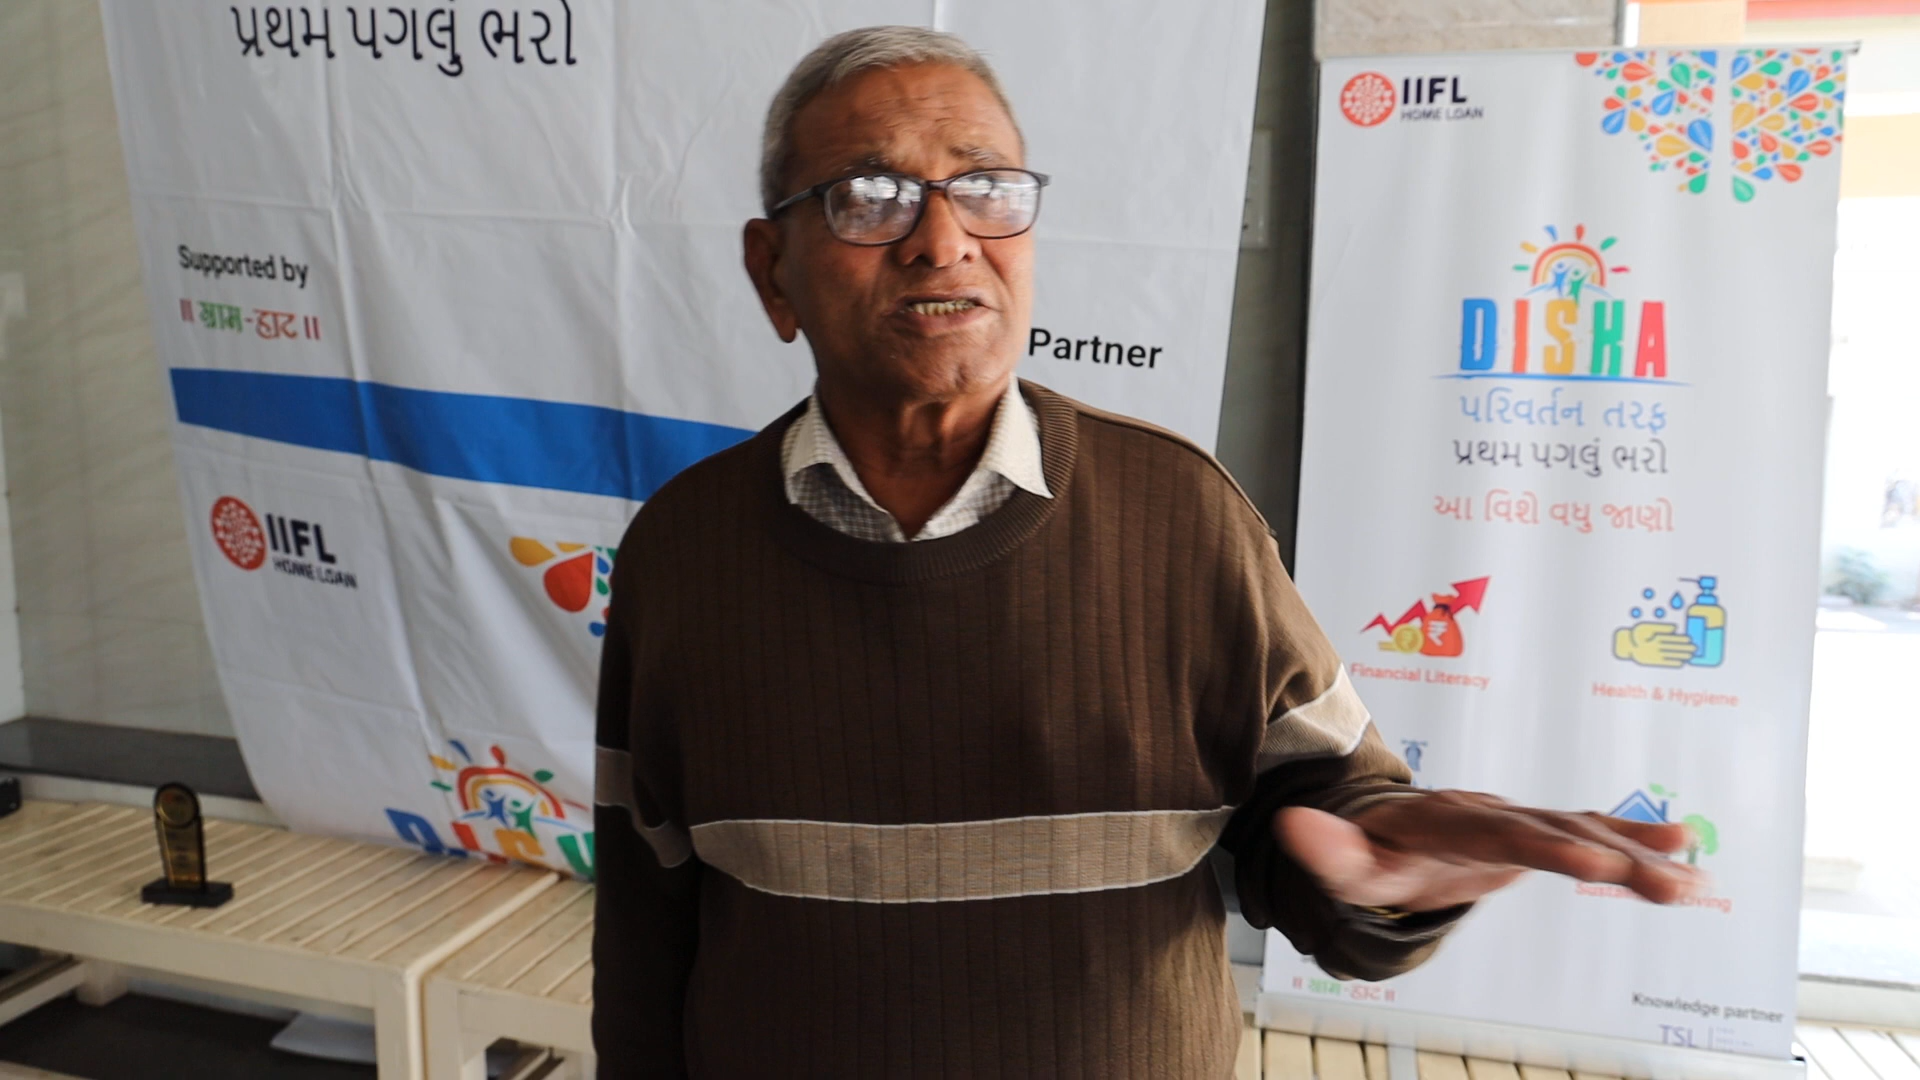 પ્રથમ પગલું ભરો
Supported by
॥ ग्राम-हाट ॥
Partner
IIFL
HOME LOAN
IIFL
HOME LOAN
DISHA
પરિવર્તન તરફ
પ્રથમ પગલું ભરો
આ વિશે વધુ જાણો
Financial Literacy
Health & Hygiene
Living
॥ ग्राम-हाट ॥
Knowledge partner
TSL